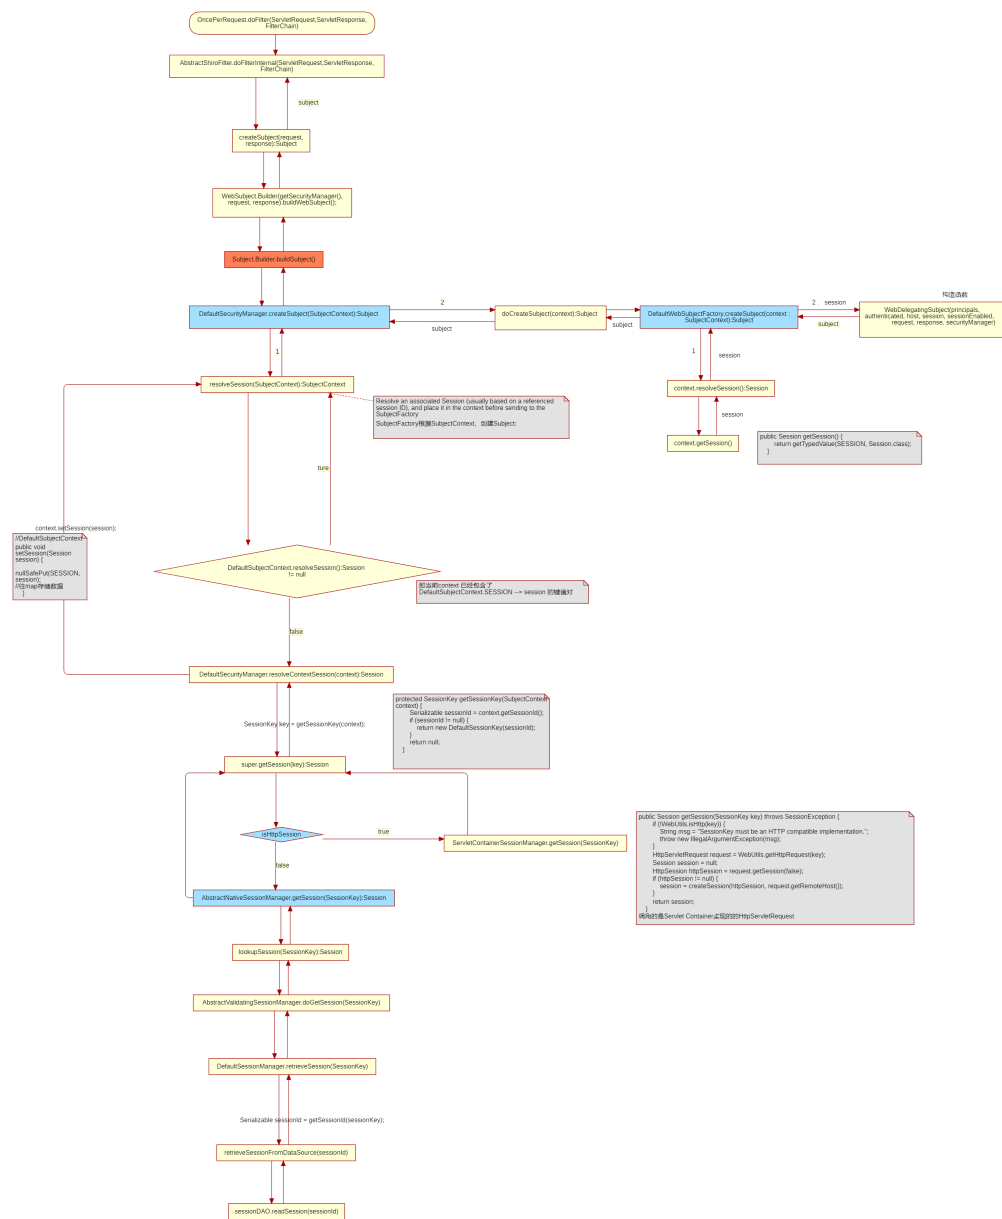 OncePerRequest.doFilter(ServletRequest,ServletResponse,
FilterChain)
AbstractShiroFilter.doFilterInternal(ServletRequest,ServletResponse,
FilterChain)
subject
createSubject(request,
response):Subject
WebSubject.Builder(getSecurityManager(),
request, response).buildWebSubject();
Subject.Builder.buildSubject()
DefaultSecurityManager.createSubject(SubjectContext):Subject
2
subject
doCreateSubject(context):Subject
subject
DefaultWebSubjectFactory.createSubject(context :
SubjectContext):Subject
2 . session
subject
构造函数
WebDelegatingSubject(principals,
authenticated, host, session, sessionEnabled,
request, response, securityManager)
1
1
session
resolveSession(SubjectContext):SubjectContext
context.resolveSession():Session
session
context.getSession()
Resolve an associated Session (usually based on a referenced
session ID), and place it in the context before sending to the
SubjectFactory
SubjectFactory根据SubjectContext，创建Subject:
public Session getSession() {
return getTypedValue(SESSION, Session.class);
}
ture
context.setSession(session);
//DefaultSubjectContext
public void
setSession(Session
session) {
nullSafePut(SESSION,
session);
//往map存储数据
}
DefaultSubjectContext.resolveSession():Session
!= null
即当前context 已经包含了
DefaultSubjectContext.SESSION --> session 的键值对
false
DefaultSecurityManager.resolveContextSession(context):Session
SessionKey key = getSessionKey(context);
protected SessionKey getSessionKey(SubjectContext
context) {
Serializable sessionId = context.getSessionId();
if (sessionId != null) {
return new DefaultSessionKey(sessionId);
}
return null;
}
super.getSession(key):Session
isHttpSession
true
ServletContainerSessionManager.getSession(SessionKey)
public Session getSession(SessionKey key) throws SessionException {
if (!WebUtils.isHttp(key)) {
String msg = "SessionKey must be an HTTP compatible implementation.";
throw new IllegalArgumentException(msg);
}
HttpServletRequest request = WebUtils.getHttpRequest(key);
Session session = null;
HttpSession httpSession = request.getSession(false);
if (httpSession != null) {
session = createSession(httpSession, request.getRemoteHost());
}
return session;
}
调用的是Servlet Container实现的的HttpServletRequest
false
AbstractNativeSessionManager.getSession(SessionKey):Session
lookupSession(SessionKey):Session
AbstractValidatingSessionManager.doGetSession(SessionKey)
DefaultSessionManager.retrieveSession(SessionKey)
Serializable sessionId = getSessionId(sessionKey);
retrieveSessionFromDataSource(sessionId)
sessionDAO.readSession(sessionId)